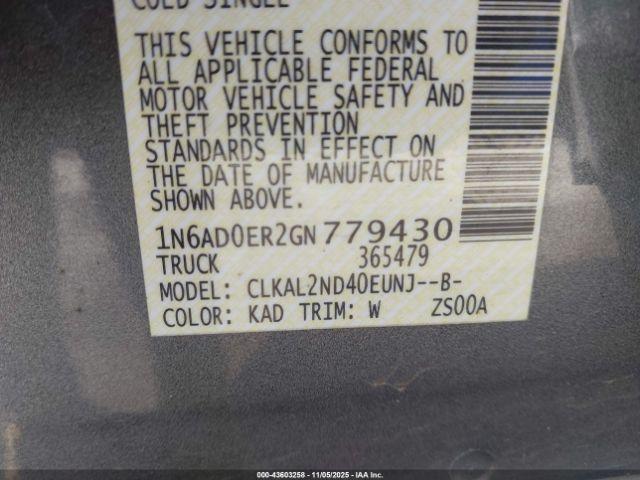 COLD SINGLE
THIS VEHICLE CONFORMS TO
ALL APPLICABLE FEDERAL
MOTOR VEHICLE SAFETY AND
THEFT PREVENTION
STANDARDS IN EFFECT ON
THE DATE OF MANUFACTURE
SHOWN ABOVE.
1N6AD0ER2GN779430
TRUCK 365479
MODEL: CLKAL2ND40EUNJ--B-
COLOR: KAD TRIM: W ZS00A
000-43603258 - 11/05/2025 - IAA Inc.